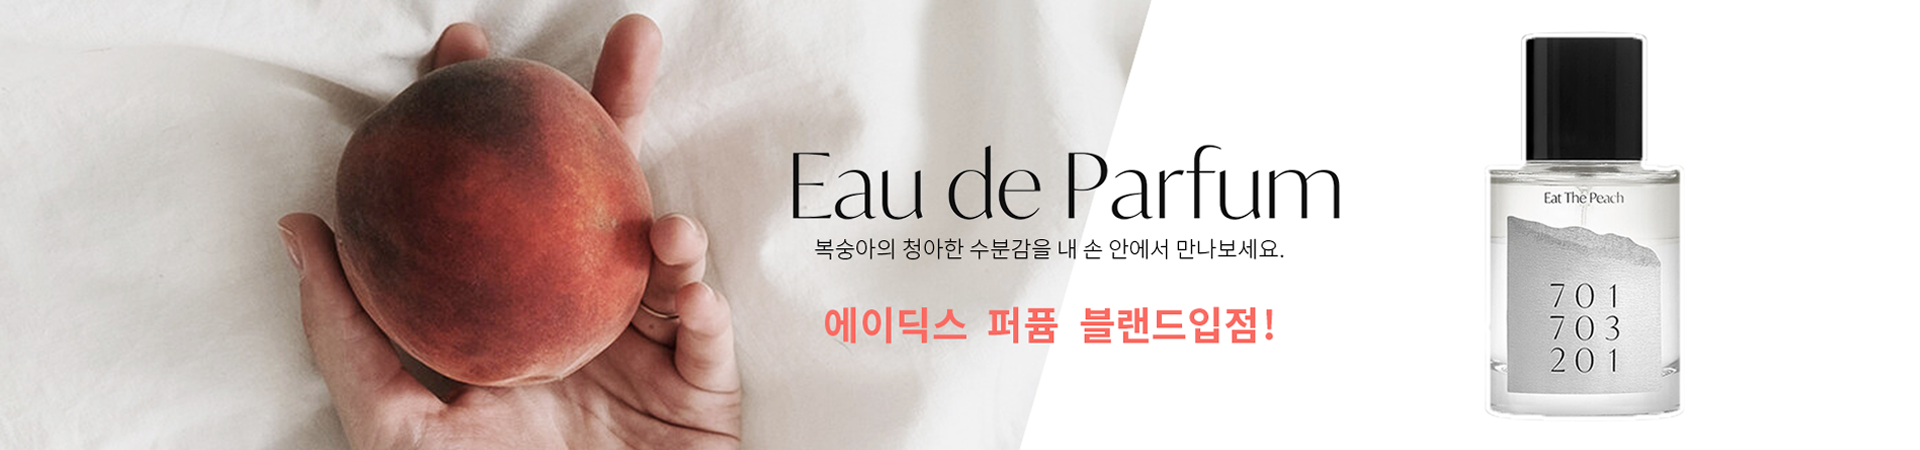 Eau de Parfum
복숭아의 청아한 수분감을 내 손 안에서 만나보세요.
에이딕스 퍼퓸 블랜드입점!
Eat The Peach
701
703
201